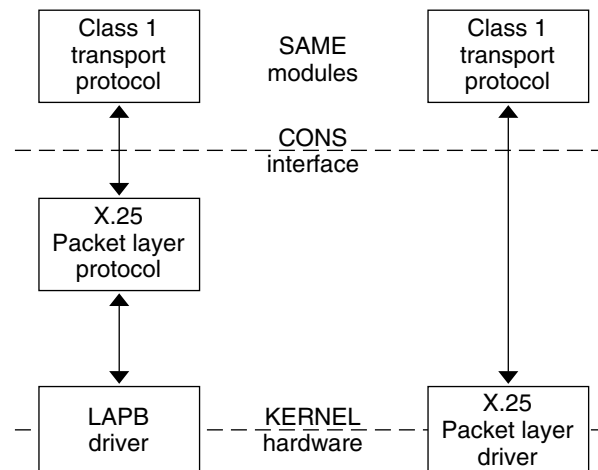 Class 1
transport
protocol
SAME
modules
Class 1
transport
protocol
CONS
interface
X.25
Packet layer
protocol
LAPB
driver
KERNEL
hardware
X.25
Packet layer
driver